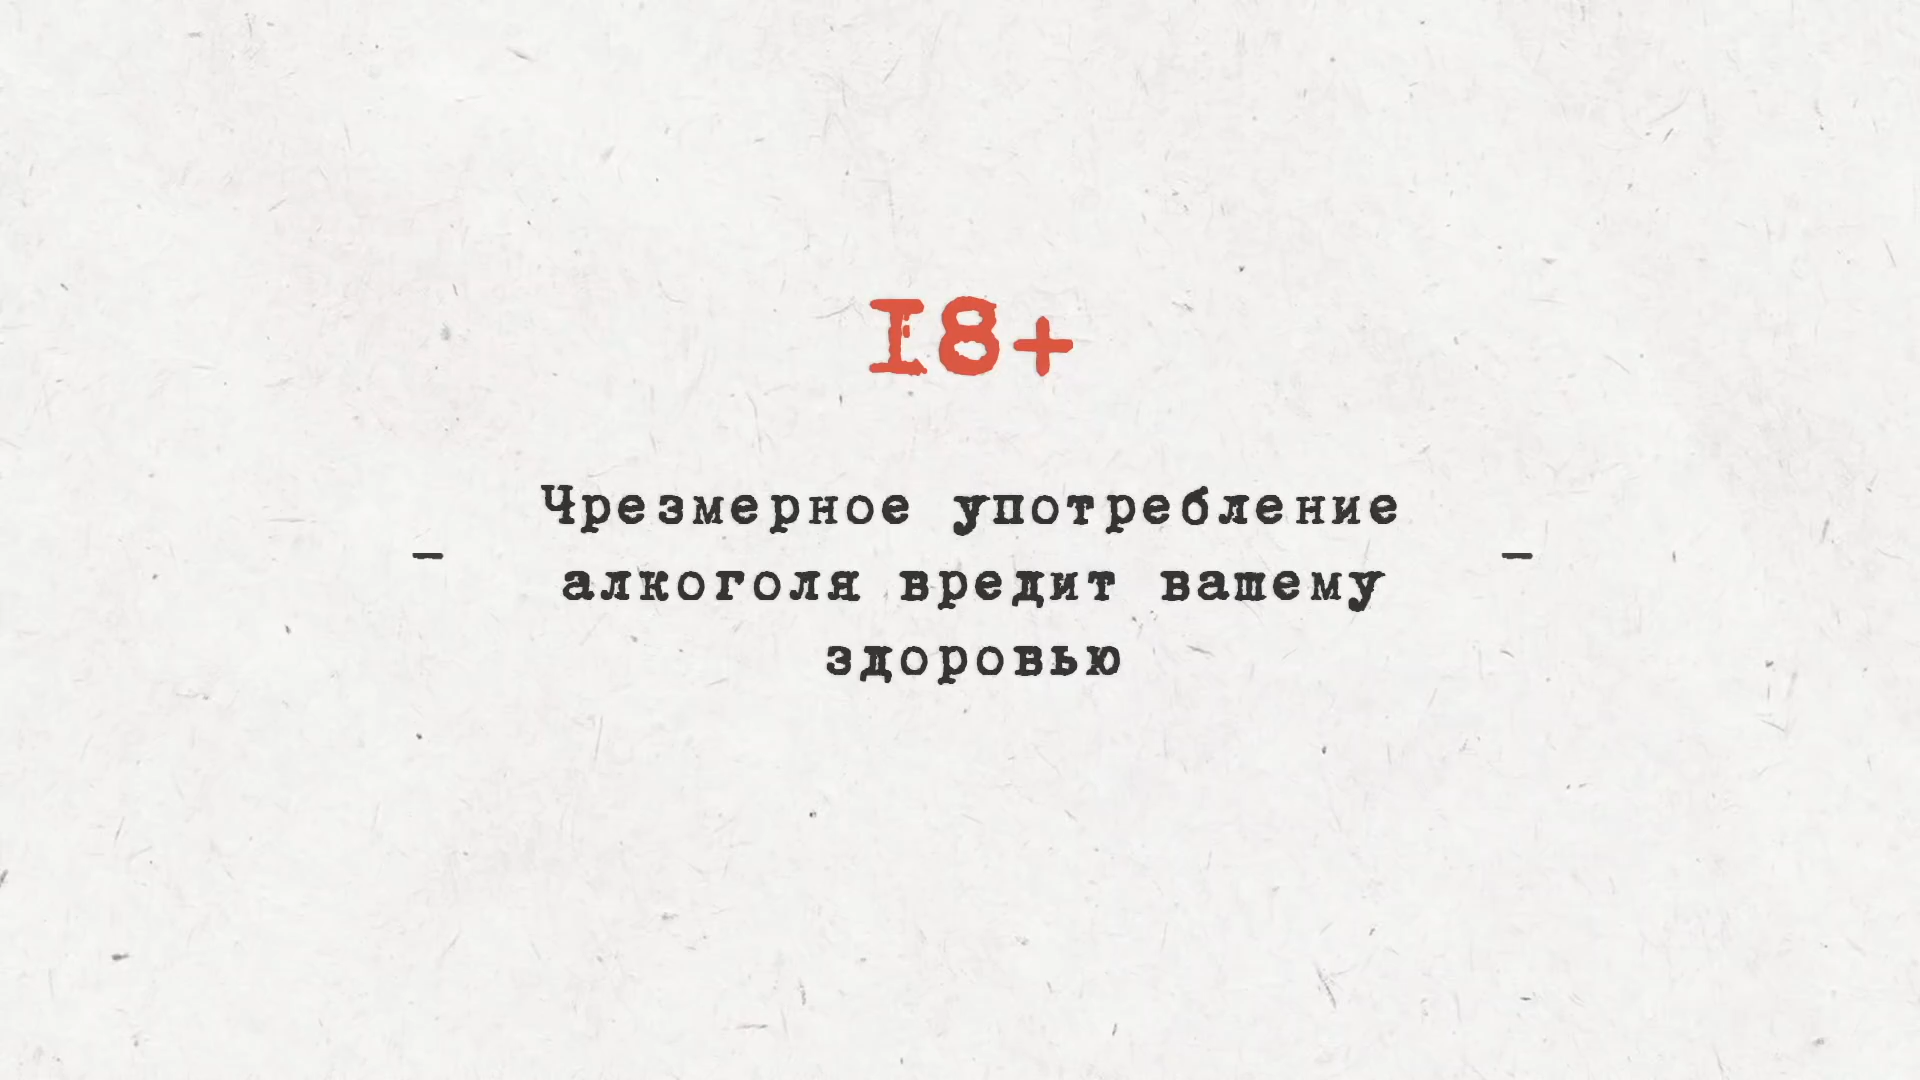 18+
Чрезмерное употребление
– алкоголя вредит вашему –
здоровью